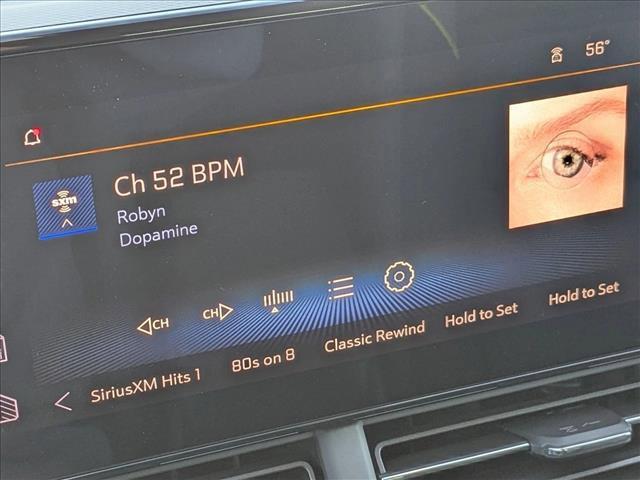 56°
Ch 52 BPM
sxm
Robyn
Dopamine
CH
CH
SiriusXM Hits 1
80s on 8
Classic Rewind
Hold to Set
Hold to Set